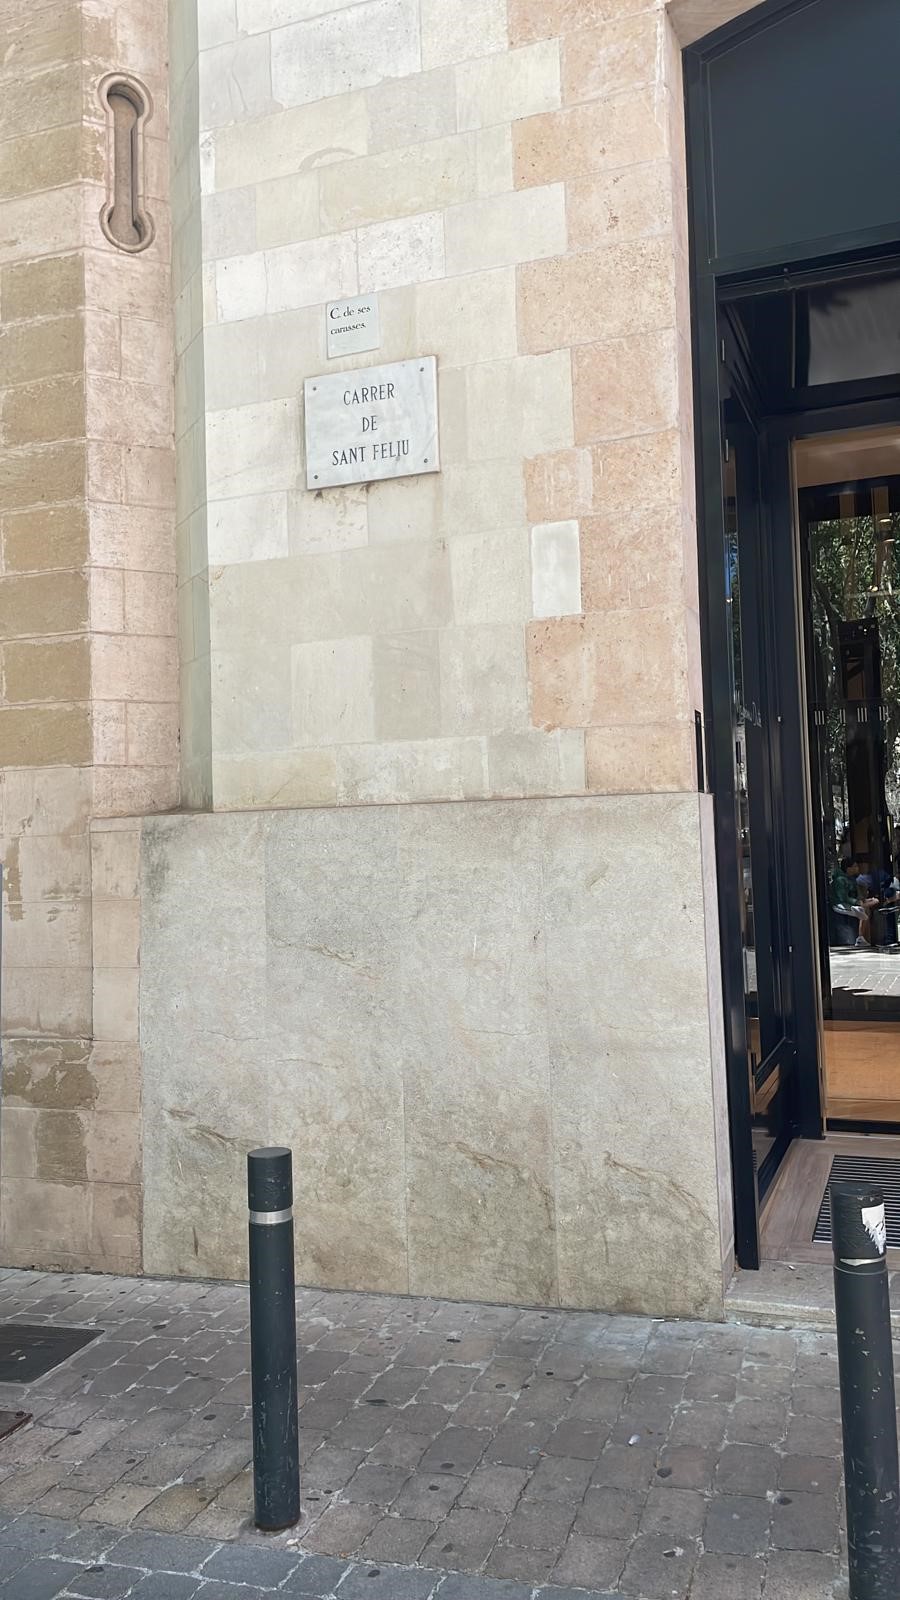 C. de ses
carasses.
CARRER
DE
SANT FELIU